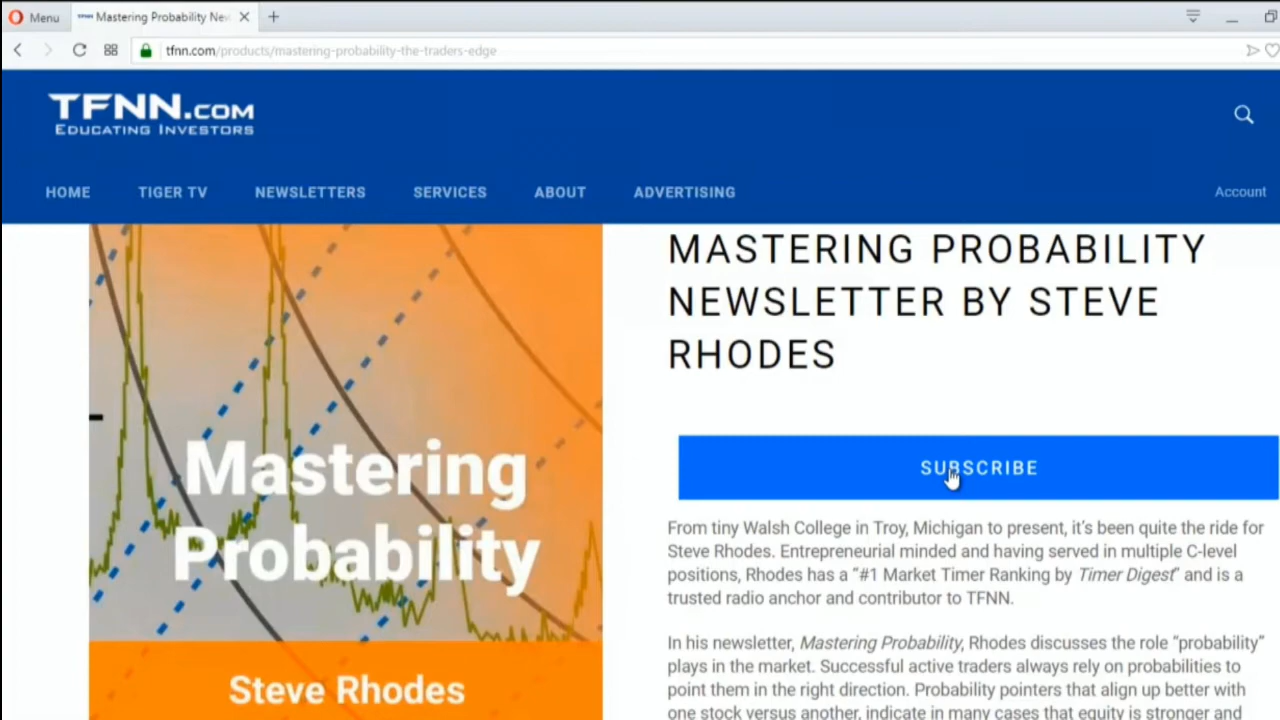 Menu
TFNN Mastering Probability New
tfnn.com/products/mastering-probability-the-traders-edge
TFNN.COM
EDUCATING INVESTORS
HOME TIGER TV NEWSLETTERS SERVICES ABOUT ADVERTISING Account
MASTERING PROBABILITY
NEWSLETTER BY STEVE
RHODES
Mastering
Probability
Steve Rhodes
SUBSCRIBE
From tiny Walsh College in Troy, Michigan to present, it’s been quite the ride for
Steve Rhodes. Entrepreneurial minded and having served in multiple C-level
positions, Rhodes has a “#1 Market Timer Ranking by Timer Digest” and is a
trusted radio anchor and contributor to TFNN.
In his newsletter, Mastering Probability, Rhodes discusses the role “probability”
plays in the market. Successful active traders always rely on probabilities to
point them in the right direction. Probability pointers that align up better with
one stock versus another, indicate in many cases that equity is stronger and